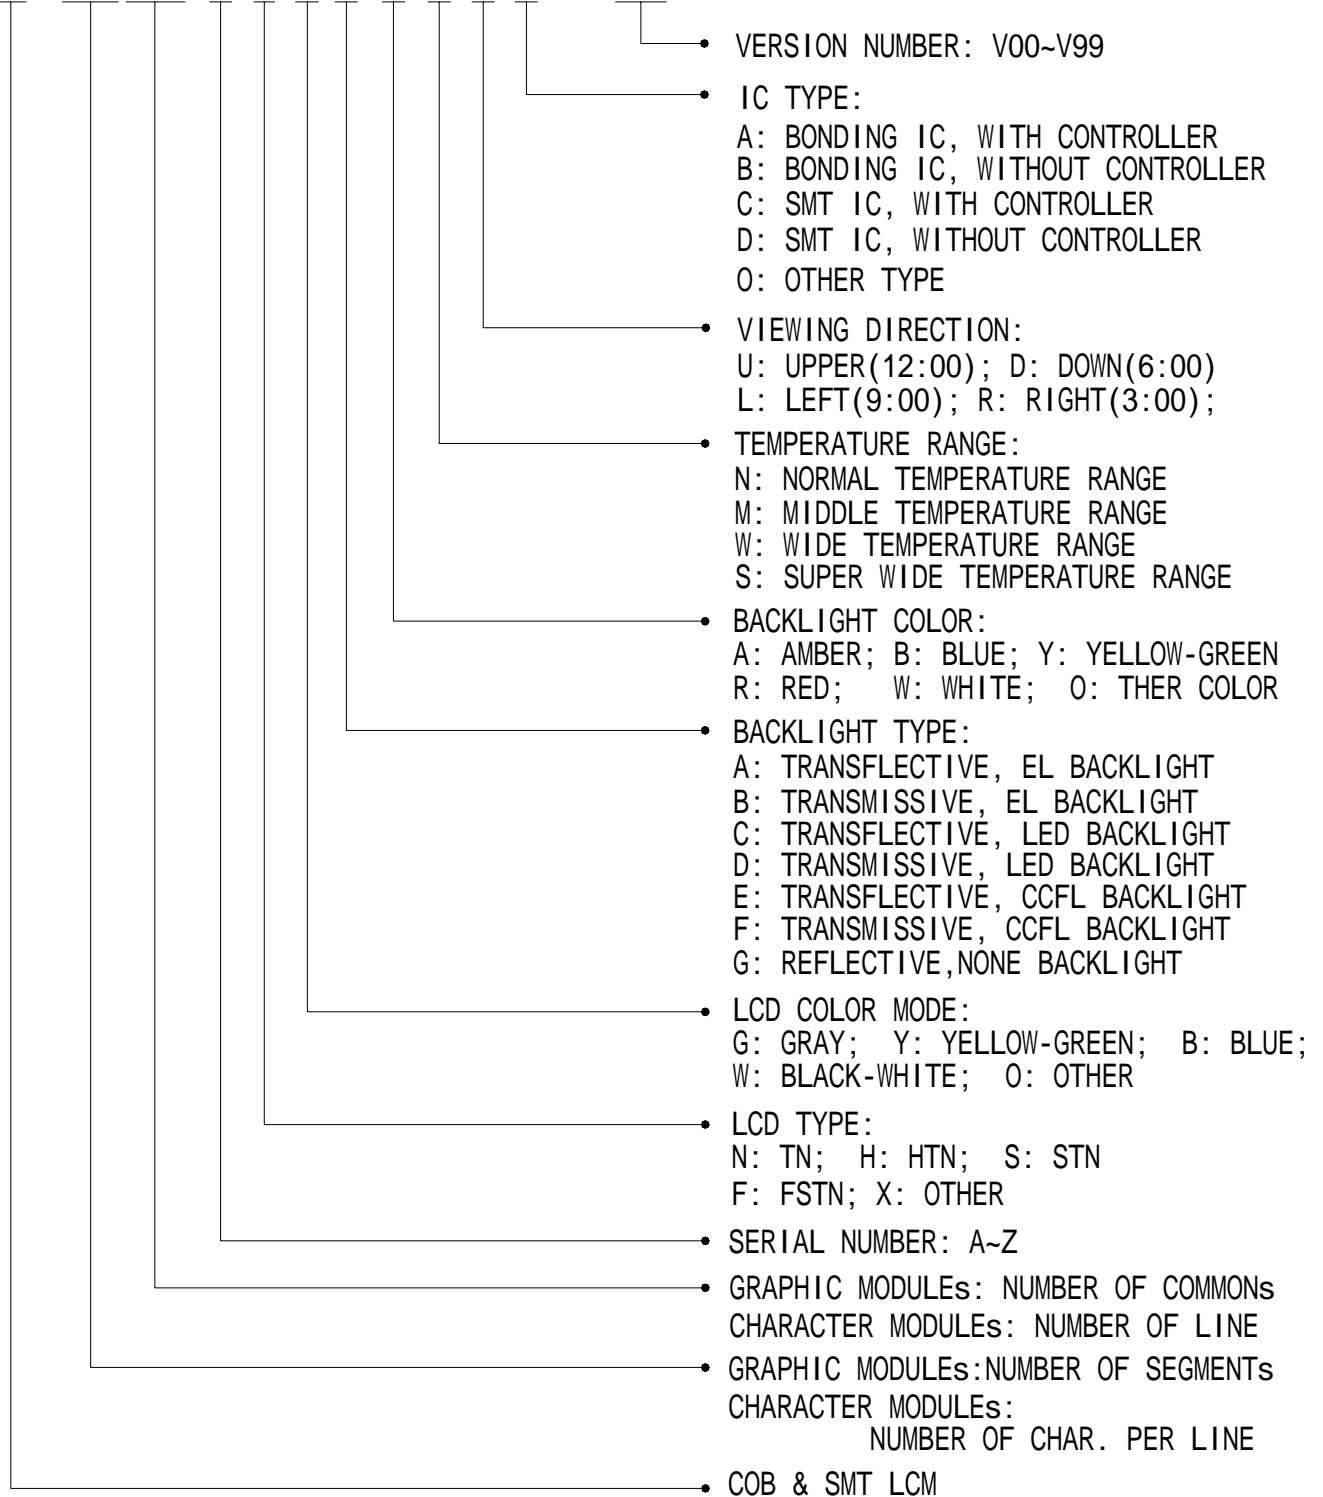 VERSION NUMBER: V00~V99
IC TYPE:
A: BONDING IC, WITH CONTROLLER
B: BONDING IC, WITHOUT CONTROLLER
C: SMT IC, WITH CONTROLLER
D: SMT IC, WITHOUT CONTROLLER
O: OTHER TYPE
VIEWING DIRECTION:
U: UPPER(12:00); D: DOWN(6:00)
L: LEFT(9:00); R: RIGHT(3:00);
TEMPERATURE RANGE:
N: NORMAL TEMPERATURE RANGE
M: MIDDLE TEMPERATURE RANGE
W: WIDE TEMPERATURE RANGE
S: SUPER WIDE TEMPERATURE RANGE
BACKLIGHT COLOR:
A: AMBER; B: BLUE; Y: YELLOW-GREEN
R: RED; W: WHITE; O: THER COLOR
BACKLIGHT TYPE:
A: TRANSFLECTIVE, EL BACKLIGHT
B: TRANSMISSIVE, EL BACKLIGHT
C: TRANSFLECTIVE, LED BACKLIGHT
D: TRANSMISSIVE, LED BACKLIGHT
E: TRANSFLECTIVE, CCFL BACKLIGHT
F: TRANSMISSIVE, CCFL BACKLIGHT
G: REFLECTIVE,NONE BACKLIGHT
LCD COLOR MODE:
G: GRAY; Y: YELLOW-GREEN; B: BLUE;
W: BLACK-WHITE; O: OTHER
LCD TYPE:
N: TN; H: HTN; S: STN
F: FSTN; X: OTHER
SERIAL NUMBER: A~Z
GRAPHIC MODULEs: NUMBER OF COMMONs
CHARACTER MODULEs: NUMBER OF LINE
GRAPHIC MODULEs:NUMBER OF SEGMENTs
CHARACTER MODULEs:
NUMBER OF CHAR. PER LINE
COB & SMT LCM